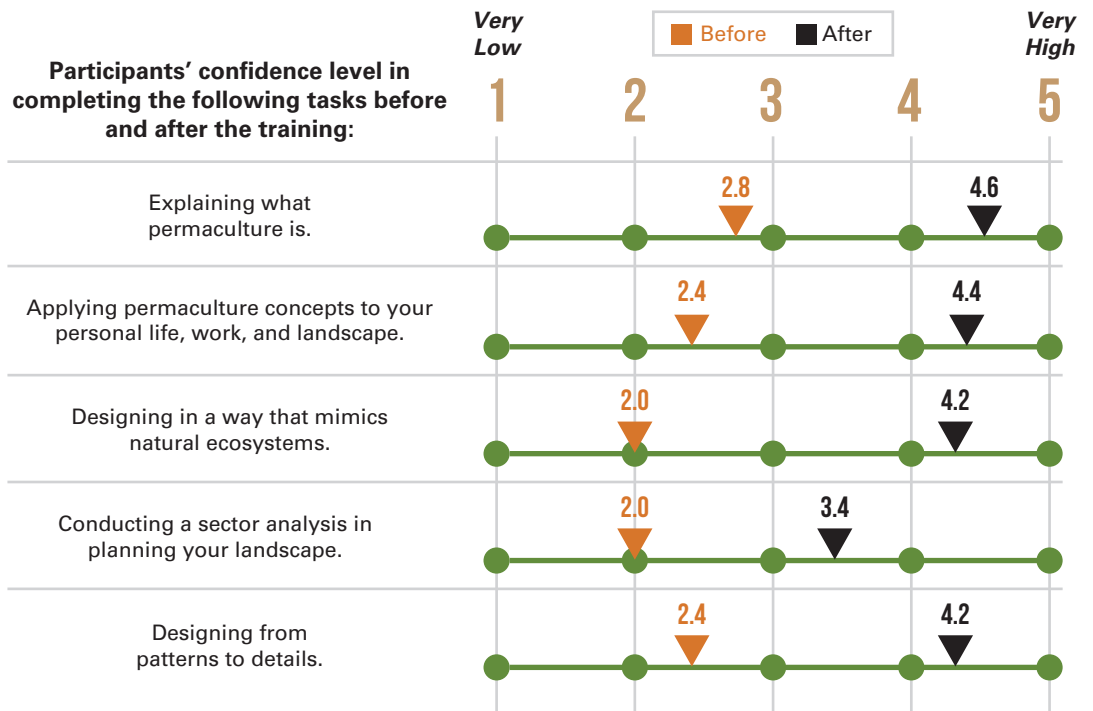 Very
Low
Before
After
Very
High
Participants’ confidence level in
completing the following tasks before
and after the training:
1
2
3
4
5
Explaining what
permaculture is.
2.8
4.6
Applying permaculture concepts to your
personal life, work, and landscape.
2.4
4.4
Designing in a way that mimics
natural ecosystems.
2.0
4.2
Conducting a sector analysis in
planning your landscape.
2.0
3.4
Designing from
patterns to details.
2.4
4.2